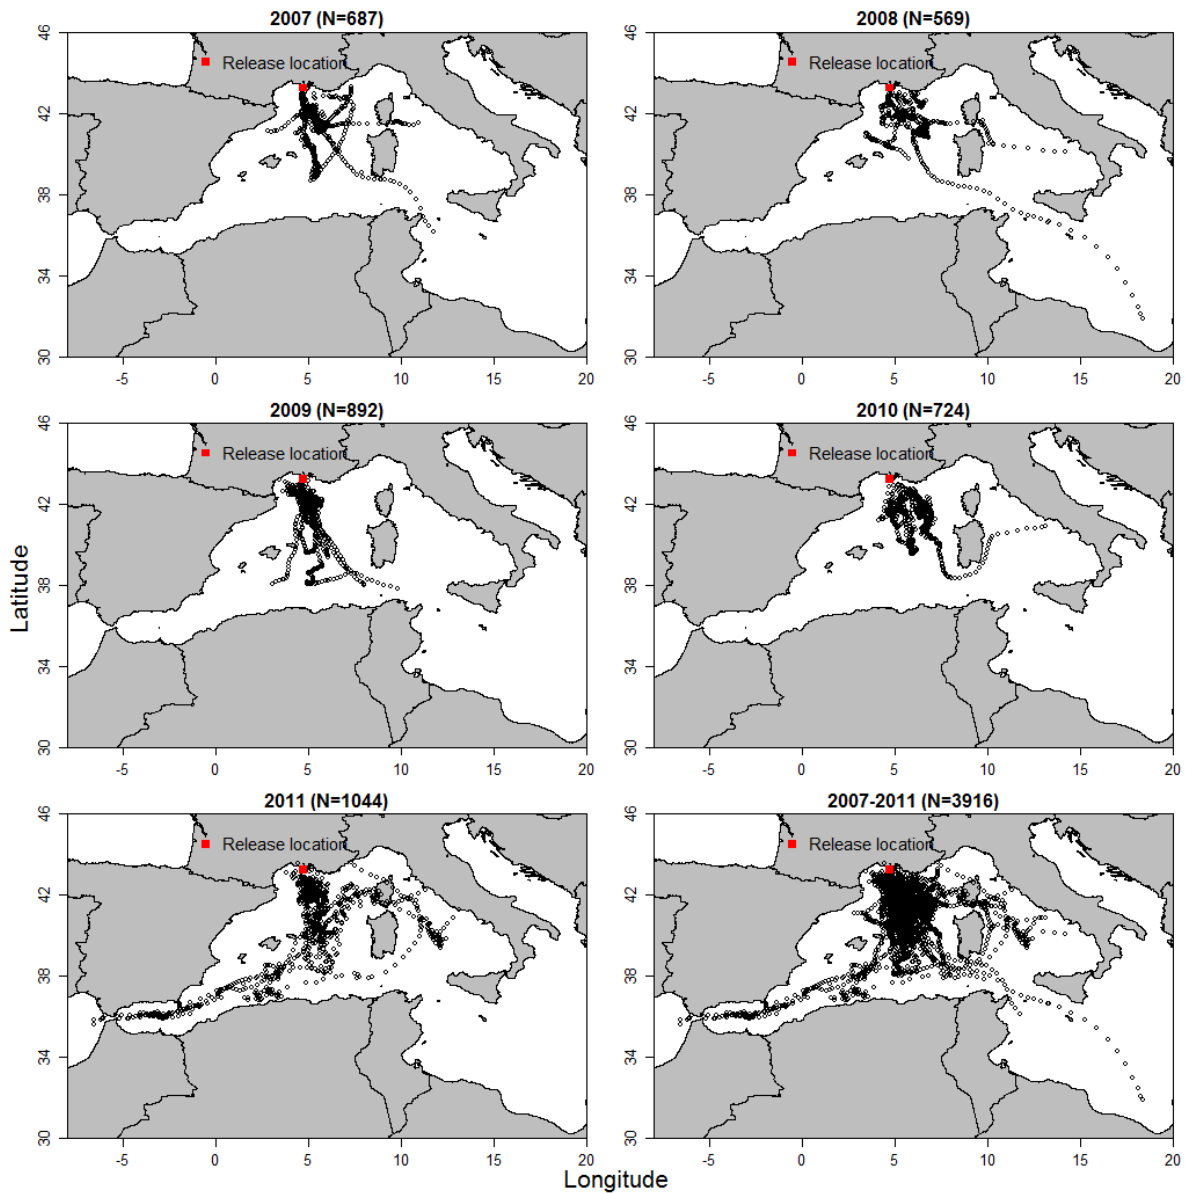 2007 (N=687)
46
42
38
34
30
Release location
-5 0 5 10 15 20
2008 (N=569)
46
42
38
34
30
Release location
-5 0 5 10 15 20
2009 (N=892)
46
42
38
34
30
Release location
-5 0 5 10 15 20
2010 (N=724)
46
42
38
34
30
Release location
-5 0 5 10 15 20
2011 (N=1044)
46
42
38
34
30
Release location
-5 0 5 10 15 20
2007-2011 (N=3916)
46
42
38
34
30
Release location
-5 0 5 10 15 20
Latitude
Longitude